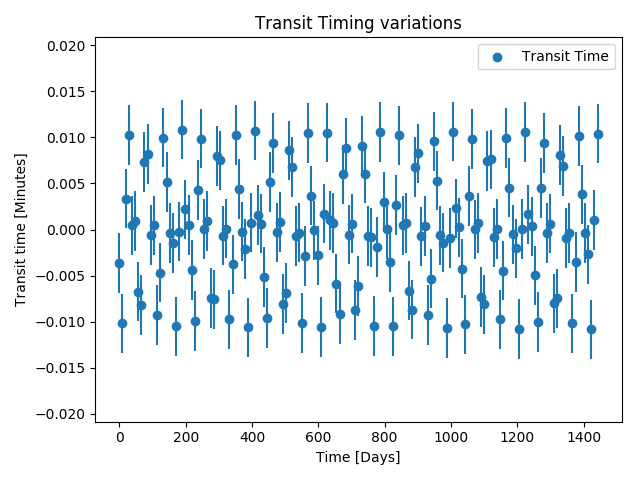 Transit Timing variations
Transit Time
0.020
0.015
0.010
0.005
0.000
−0.005
−0.010
−0.015
−0.020
Transit time [Minutes]
0 200 400 600 800 1000 1200 1400
Time [Days]